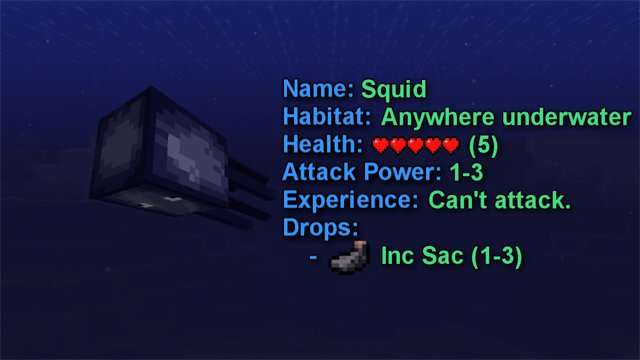 Name: Squid
Habitat: Anywhere underwater
Health: (5)
Attack Power: 1-3
Experience: Can't attack.
Drops:
- Inc Sac (1-3)